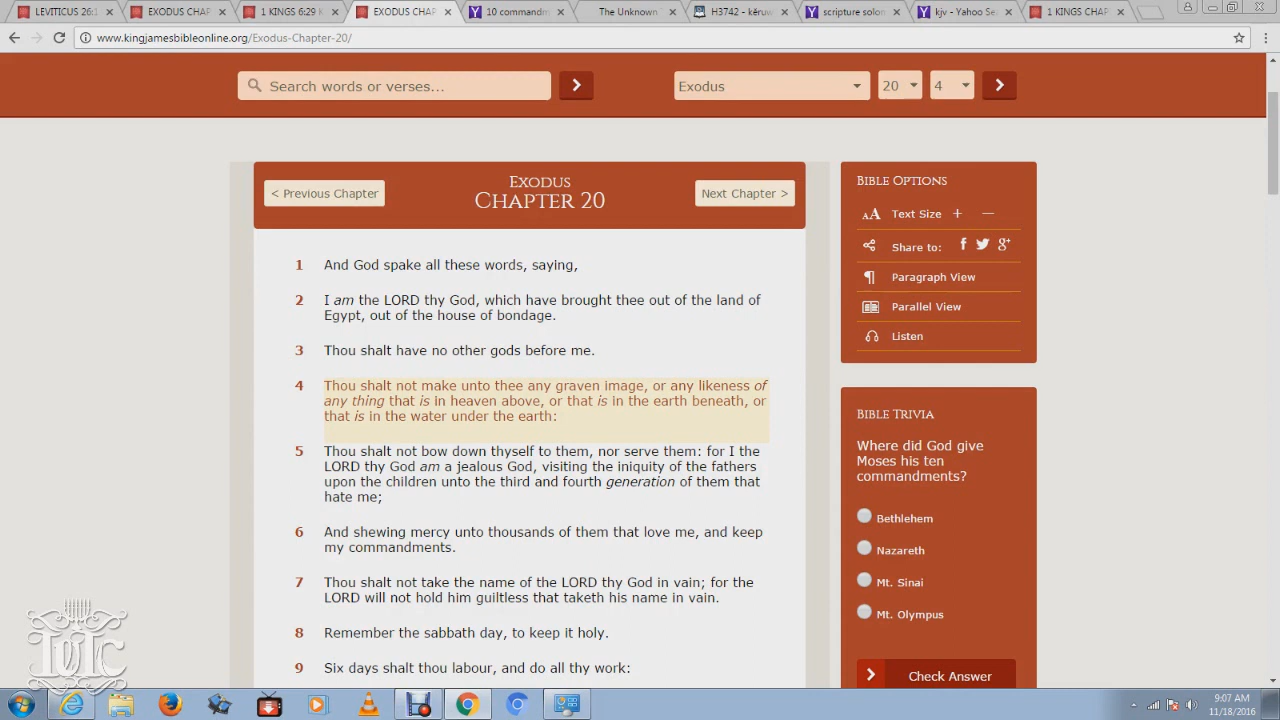 LEVITICUS 26:1
EXODUS CHAP
1 KINGS 6:29 K
EXODUS CHAP
10 commandm
The Unknown
H3742 - kĕruw
scripture solon
kjv - Yahoo Se
1 KINGS CHAP
www.kingjamesbibleonline.org/Exodus-Chapter-20/
Search words or verses...
Exodus
20
4
< Previous Chapter
Exodus
Chapter 20
Next Chapter >
1 And God spake all these words, saying,
2 I am the LORD thy God, which have brought thee out of the land of
Egypt, out of the house of bondage.
3 Thou shalt have no other gods before me.
4 Thou shalt not make unto thee any graven image, or any likeness of
any thing that is in heaven above, or that is in the earth beneath, or
that is in the water under the earth:
5 Thou shalt not bow down thyself to them, nor serve them: for I the
LORD thy God am a jealous God, visiting the iniquity of the fathers
upon the children unto the third and fourth generation of them that
hate me;
6 And shewing mercy unto thousands of them that love me, and keep
my commandments.
7 Thou shalt not take the name of the LORD thy God in vain; for the
LORD will not hold him guiltless that taketh his name in vain.
8 Remember the sabbath day, to keep it holy.
9 Six days shalt thou labour, and do all thy work:
Bible Options
AA Text Size + —
Share to:
Paragraph View
Parallel View
Listen
Bible Trivia
Where did God give
Moses his ten
commandments?
Bethlehem
Nazareth
Mt. Sinai
Mt. Olympus
Check Answer
9:07 AM
11/18/2016